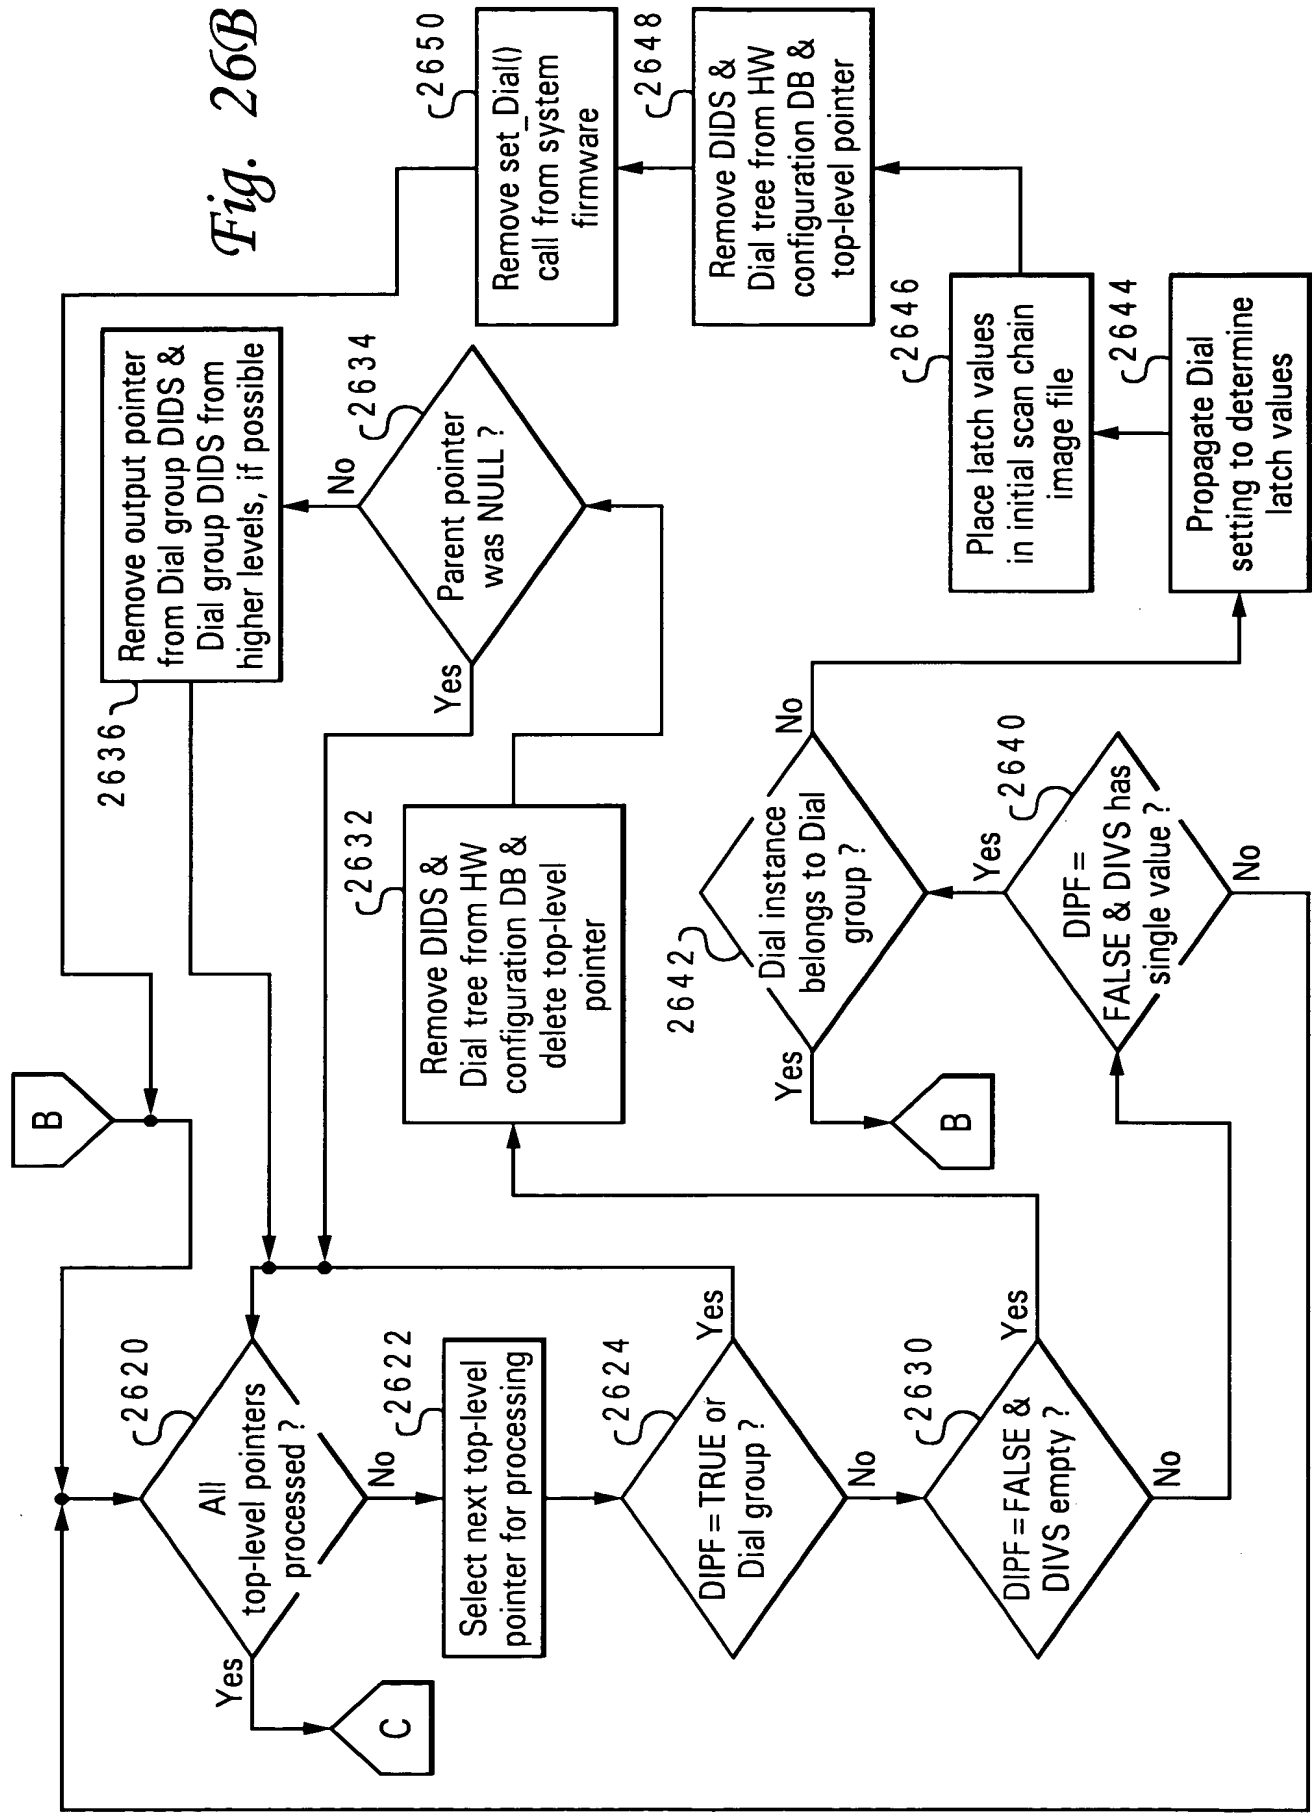 Fig. 26B
B
All
top-level pointers
processed ?
2620
Yes
C
No
Select next top-level
pointer for processing
2622
DIPF = TRUE or
Dial group ?
2624
Yes
No
DIPF = FALSE &
DIVS empty ?
2630
Yes
No
Remove DIDS &
Dial tree from HW
configuration DB &
delete top-level
pointer
2632
Parent pointer
was NULL ?
2634
Yes
No
Remove output pointer
from Dial group DIDS &
Dial group DIDS from
higher levels, if possible
2636
DIPF =
FALSE & DIVS has
single value ?
2640
Yes
No
Dial instance
belongs to Dial
group ?
2642
Yes
B
No
Propagate Dial
setting to determine
latch values
2644
Place latch values
in initial scan chain
image file
2646
Remove DIDS &
Dial tree from HW
configuration DB &
top-level pointer
2648
Remove set_Dial()
call from system
firmware
2650